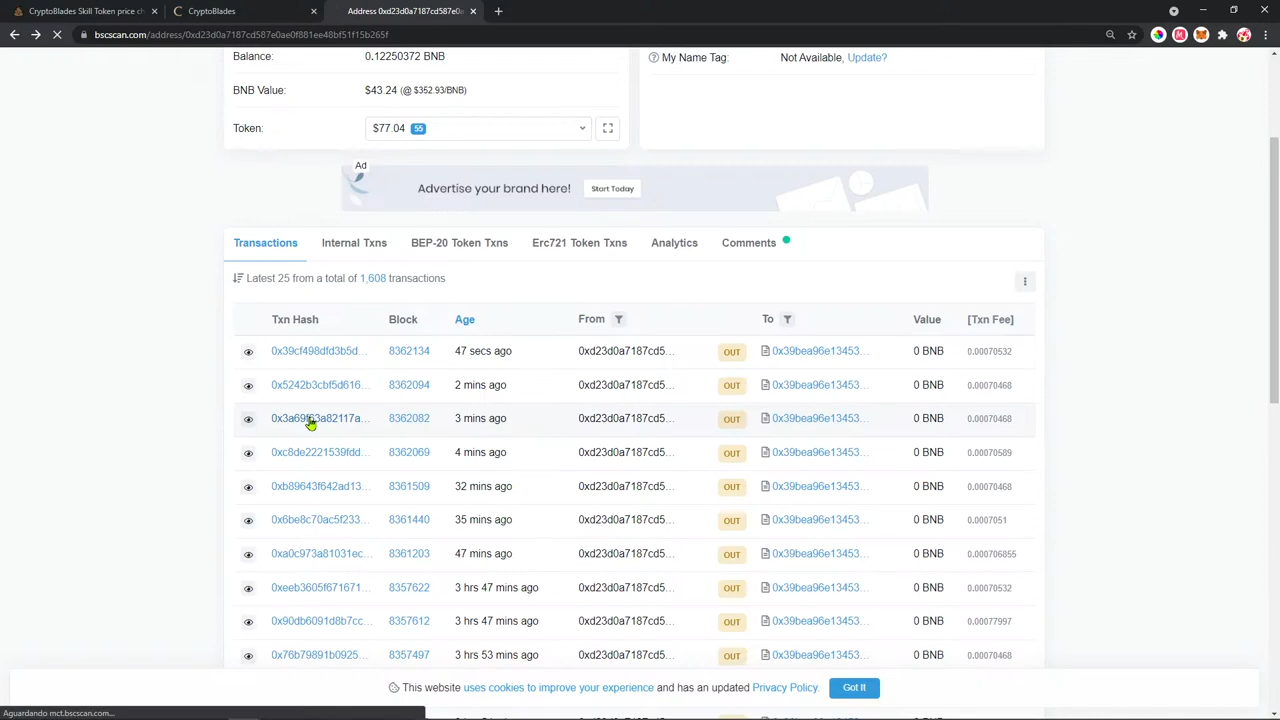 CryptoBlades Skill Token price ch
CryptoBlades
Address 0xd23d0a7187cd587e0a
bscscan.com/address/0xd23d0a7187cd587e0ae0f881ee48bf51f15b265f
Balance: 0.12250372 BNB
My Name Tag: Not Available, Update?
BNB Value: $43.24 (@ $352.93/BNB)
Token: $77.04 55
Ad
Advertise your brand here! Start Today
Transactions Internal Txns BEP-20 Token Txns Erc721 Token Txns Analytics Comments
Latest 25 from a total of 1,608 transactions
Txn Hash Block Age From To Value [Txn Fee]
0x39cf498dfd3b5d... 8362134 47 secs ago 0xd23d0a7187cd5... OUT 0x39bea96e13453... 0 BNB 0.00070532
0x5242b3cbf5d616... 8362094 2 mins ago 0xd23d0a7187cd5... OUT 0x39bea96e13453... 0 BNB 0.00070468
0x3a69f63a82117a... 8362082 3 mins ago 0xd23d0a7187cd5... OUT 0x39bea96e13453... 0 BNB 0.00070468
0xc8de2221539fdd... 8362069 4 mins ago 0xd23d0a7187cd5... OUT 0x39bea96e13453... 0 BNB 0.00070589
0xb89643f642ad13... 8361509 32 mins ago 0xd23d0a7187cd5... OUT 0x39bea96e13453... 0 BNB 0.00070468
0x6be8c70ac5f233... 8361440 35 mins ago 0xd23d0a7187cd5... OUT 0x39bea96e13453... 0 BNB 0.0007051
0xa0c973a81031ec... 8361203 47 mins ago 0xd23d0a7187cd5... OUT 0x39bea96e13453... 0 BNB 0.000706855
0xeeb3605f671671... 8357622 3 hrs 47 mins ago 0xd23d0a7187cd5... OUT 0x39bea96e13453... 0 BNB 0.00070532
0x90db6091d8b7cc... 8357612 3 hrs 47 mins ago 0xd23d0a7187cd5... OUT 0x39bea96e13453... 0 BNB 0.00077997
0x76b79891b0925... 8357497 3 hrs 53 mins ago 0xd23d0a7187cd5... OUT 0x39bea96e13453... 0 BNB 0.00070468
This website uses cookies to improve your experience and has an updated Privacy Policy. Got It
Aguardando mct.bscscan.com...